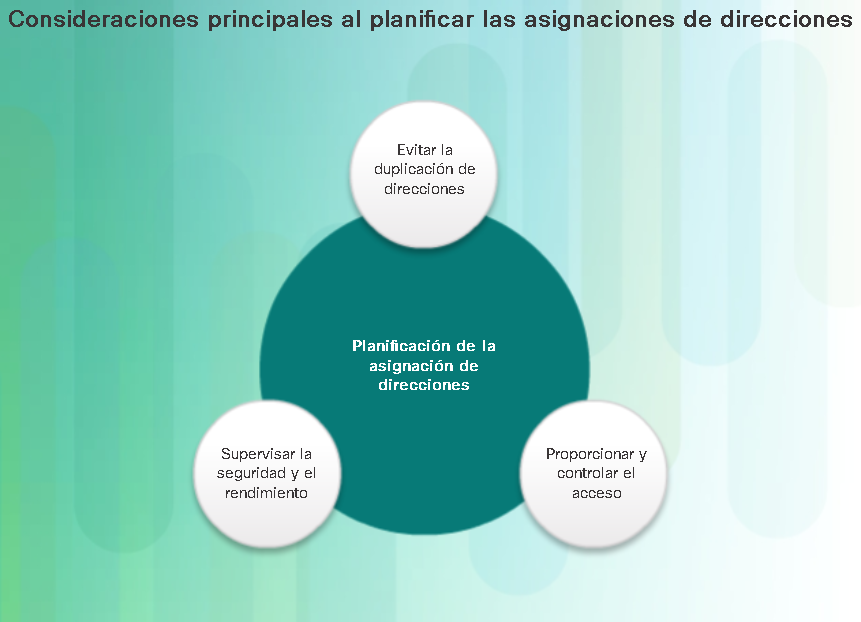 Consideraciones principales al planificar las asignaciones de direcciones
Evitar la
duplicación de
direcciones
Planificación de la
asignación de
direcciones
Supervisar la
seguridad y el
rendimiento
Proporcionar y
controlar el
acceso